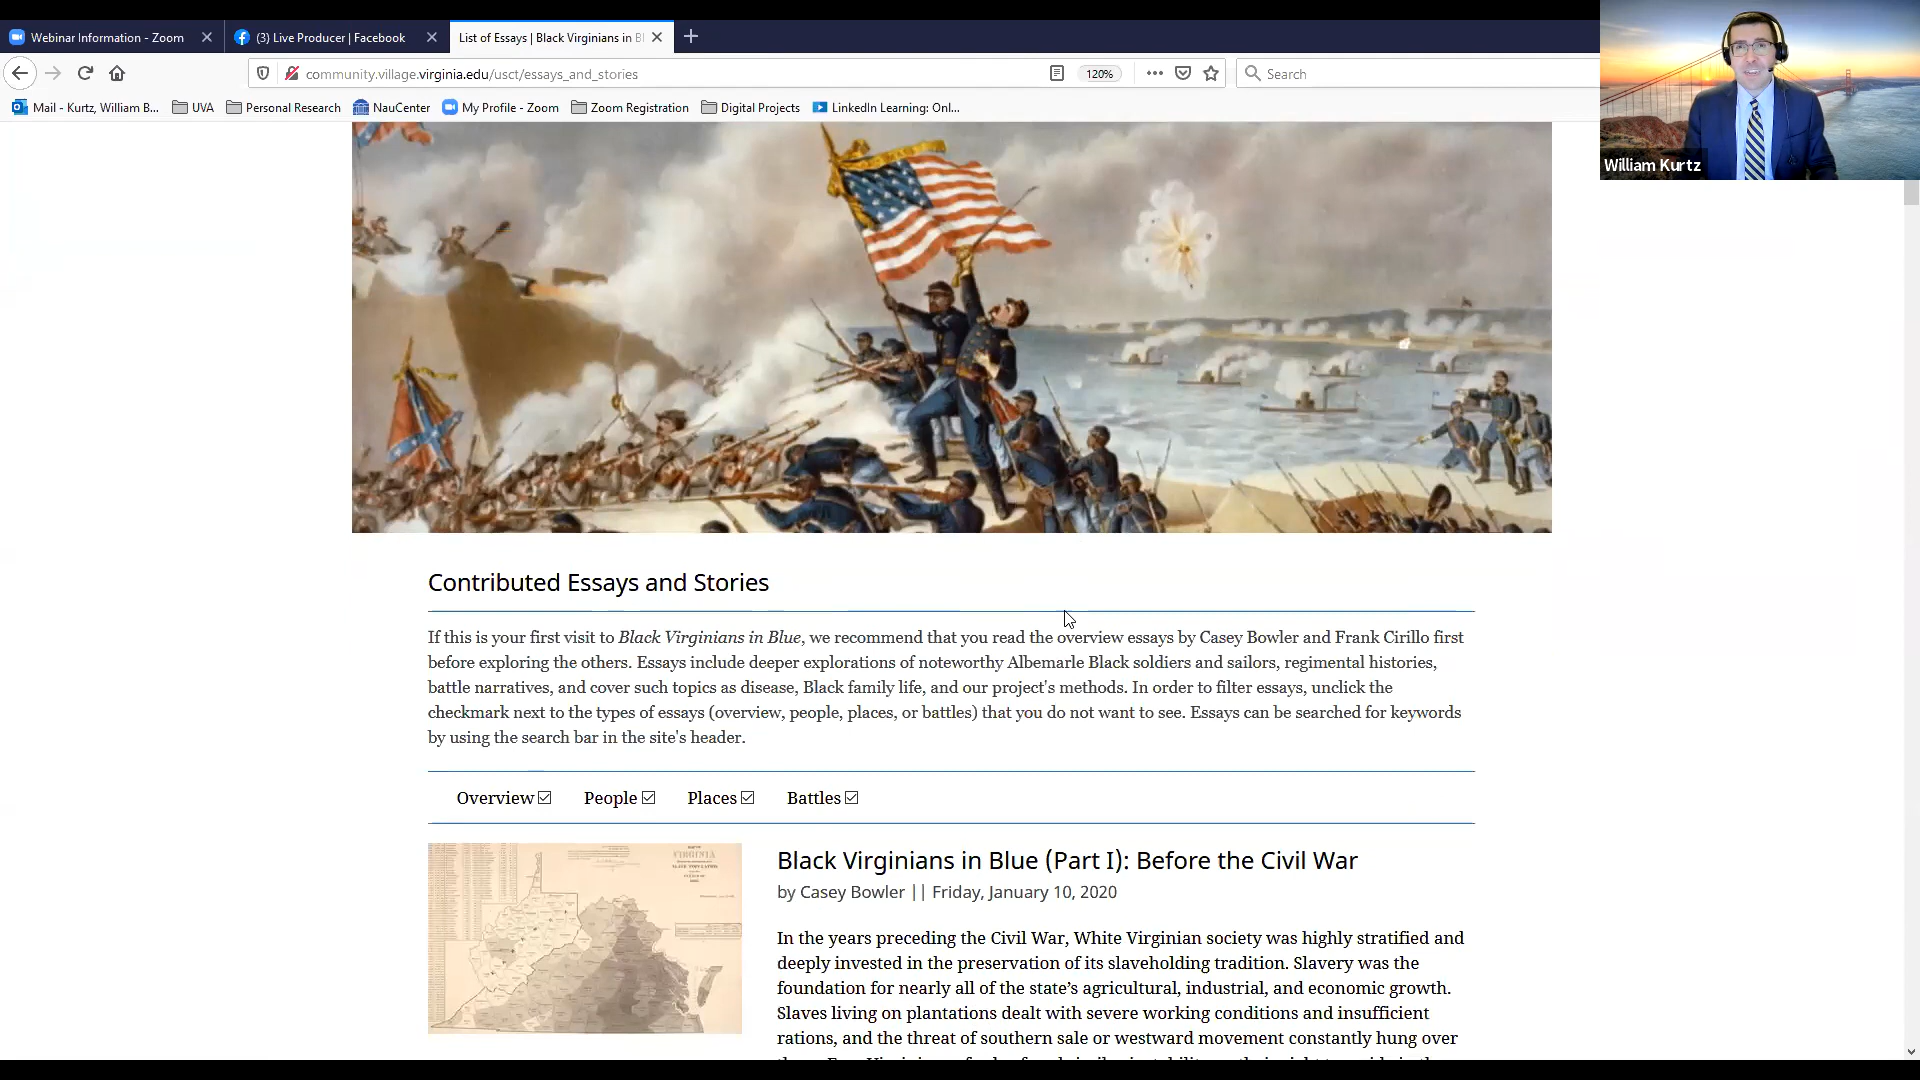 Webinar Information - Zoom
(3) Live Producer | Facebook
List of Essays | Black Virginians in Bl
community.village.virginia.edu/usct/essays_and_stories
120%
Search
Mail - Kurtz, William B...
UVA
Personal Research
NauCenter
My Profile - Zoom
Zoom Registration
Digital Projects
LinkedIn Learning: Onl...
William Kurtz
Contributed Essays and Stories
If this is your first visit to Black Virginians in Blue, we recommend that you read the overview essays by Casey Bowler and Frank Cirillo first
before exploring the others. Essays include deeper explorations of noteworthy Albemarle Black soldiers and sailors, regimental histories,
battle narratives, and cover such topics as disease, Black family life, and our project's methods. In order to filter essays, unclick the
checkmark next to the types of essays (overview, people, places, or battles) that you do not want to see. Essays can be searched for keywords
by using the search bar in the site's header.
Overview People Places Battles
VIRGINIA
Black Virginians in Blue (Part I): Before the Civil War
by Casey Bowler || Friday, January 10, 2020
In the years preceding the Civil War, White Virginian society was highly stratified and
deeply invested in the preservation of its slaveholding tradition. Slavery was the
foundation for nearly all of the state's agricultural, industrial, and economic growth.
Slaves living on plantations dealt with severe working conditions and insufficient
rations, and the threat of southern sale or westward movement constantly hung over